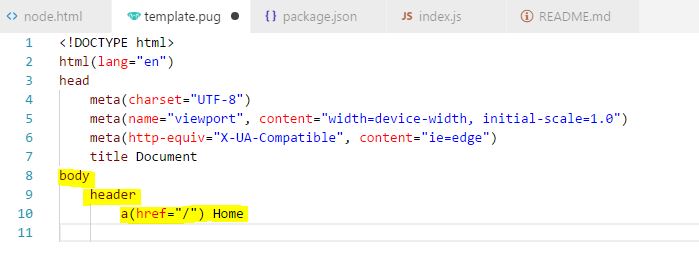 node.html template.pug package.json index.js README.md
1 <!DOCTYPE html>
2 html(lang="en")
3 head
4 meta(charset="UTF-8")
5 meta(name="viewport", content="width=device-width, initial-scale=1.0")
6 meta(http-equiv="X-UA-Compatible", content="ie=edge")
7 title Document
8 body
9 header
10 a(href="/") Home
11